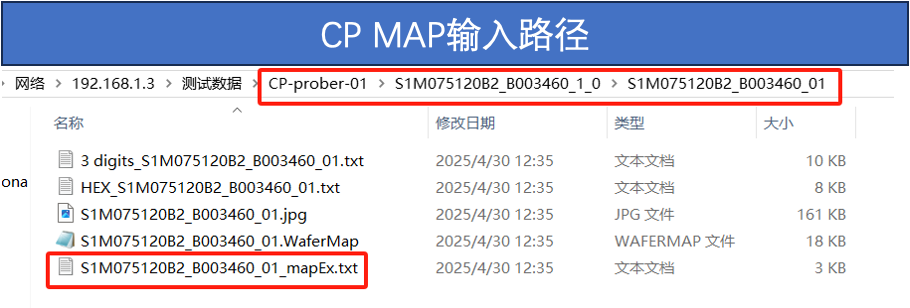 CP MAP输入路径
网络 > 192.168.1.3 > 测试数据 > CP-prober-01 > S1M075120B2_B003460_1_0 > S1M075120B2_B003460_01
名称 修改日期 类型 大小
3 digits_S1M075120B2_B003460_01.txt 2025/4/30 12:35 文本文档 10 KB
ona HEX_S1M075120B2_B003460_01.txt 2025/4/30 12:35 文本文档 8 KB
S1M075120B2_B003460_01.jpg 2025/4/30 12:35 JPG 文件 161 KB
S1M075120B2_B003460_01.WaferMap 2025/4/30 12:35 WAFERMAP 文件 18 KB
S1M075120B2_B003460_01_mapEx.txt 2025/4/30 12:35 文本文档 3 KB